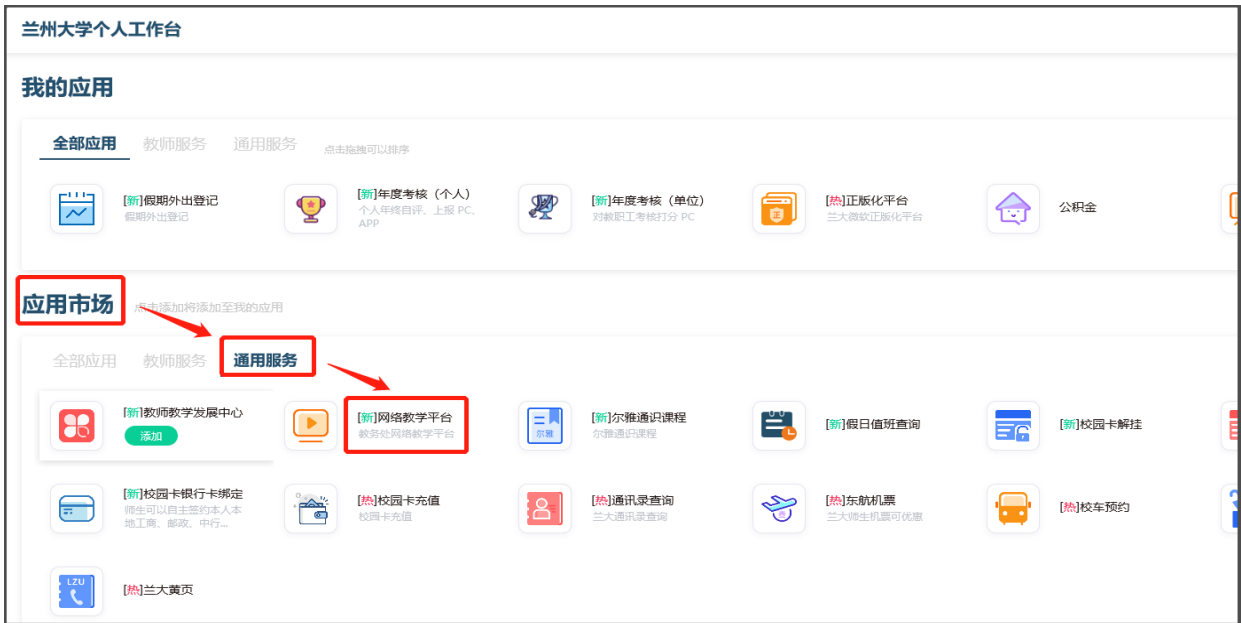 兰州大学个人工作台
我的应用
全部应用 教师服务 通用服务 点击拖拽可以排序
[新]假期外出登记
假期外出登记
[新]年度考核（个人）
个人年终自评、上报 PC、
APP
[新]年度考核（单位）
对教职工考核打分 PC
[热]正版化平台
兰大微软正版化平台
正
公积金
应用市场 点击添加将添加至我的应用
全部应用 教师服务 通用服务
[新]教师教学发展中心
添加
[新]网络教学平台
教务处网络教学平台
尔雅
[新]尔雅通识课程
尔雅通识课程
[新]假日值班查询
[新]校园卡解挂
[新]校园卡银行卡绑定
师生可以自主签约本人本
地工商、邮政、中行...
[热]校园卡充值
校园卡充值
[热]通讯录查询
兰大通讯录查询
[热]东航机票
兰大师生机票可优惠
[热]校车预约
LZU
[热]兰大黄页